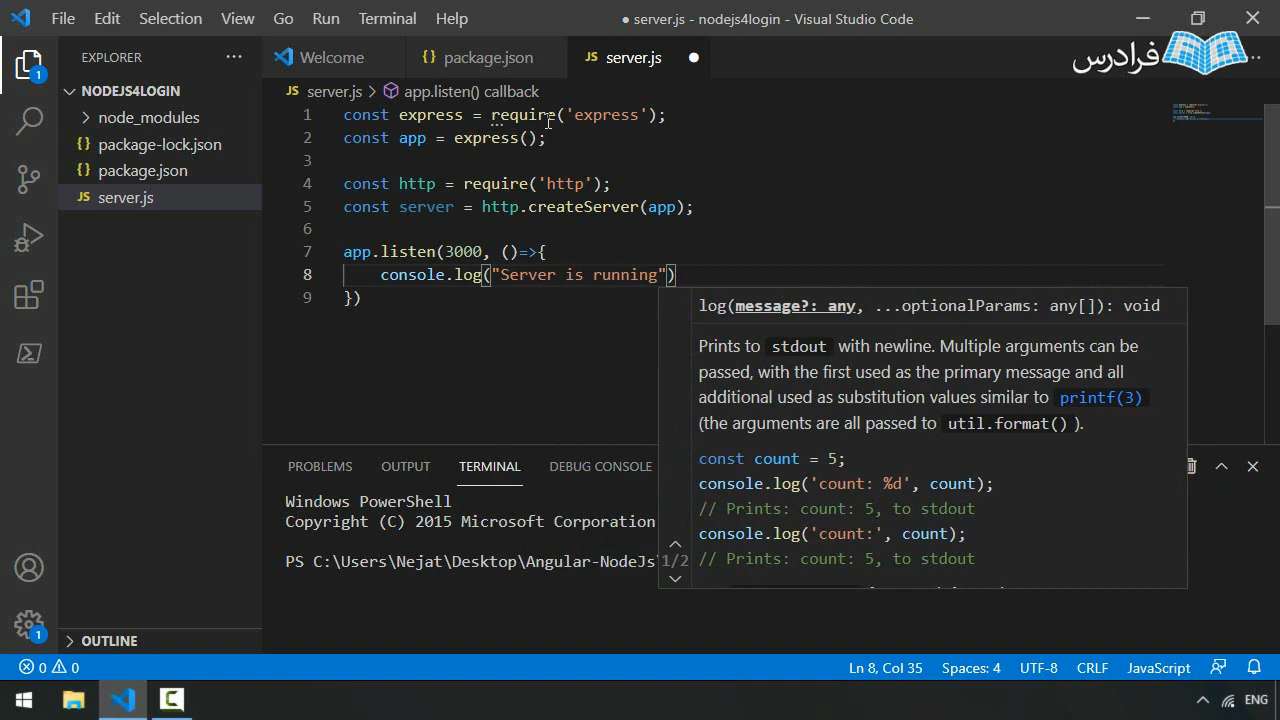 File Edit Selection View Go Run Terminal Help
● server.js - nodejs4login - Visual Studio Code
فرادرس
EXPLORER ...
Welcome
{} package.json
JS server.js ●
NODEJS4LOGIN
node_modules
{} package-lock.json
{} package.json
JS server.js
JS server.js > app.listen() callback
1 const express = require('express');
2 const app = express();
3
4 const http = require('http');
5 const server = http.createServer(app);
6
7 app.listen(3000, ()=>{
8 console.log("Server is running")
9 })
log(message?: any, ...optionalParams: any[]): void
Prints to stdout with newline. Multiple arguments can be
passed, with the first used as the primary message and all
additional used as substitution values similar to printf(3)
(the arguments are all passed to util.format() ).
const count = 5;
console.log('count: %d', count);
// Prints: count: 5, to stdout
console.log('count:', count);
// Prints: count: 5, to stdout
1/2
PROBLEMS OUTPUT TERMINAL DEBUG CONSOLE
Windows PowerShell
Copyright (C) 2015 Microsoft Corporation
PS C:\Users\Nejat\Desktop\Angular-NodeJs
1
1
OUTLINE
0 0
Ln 8, Col 35 Spaces: 4 UTF-8 CRLF JavaScript
ENG